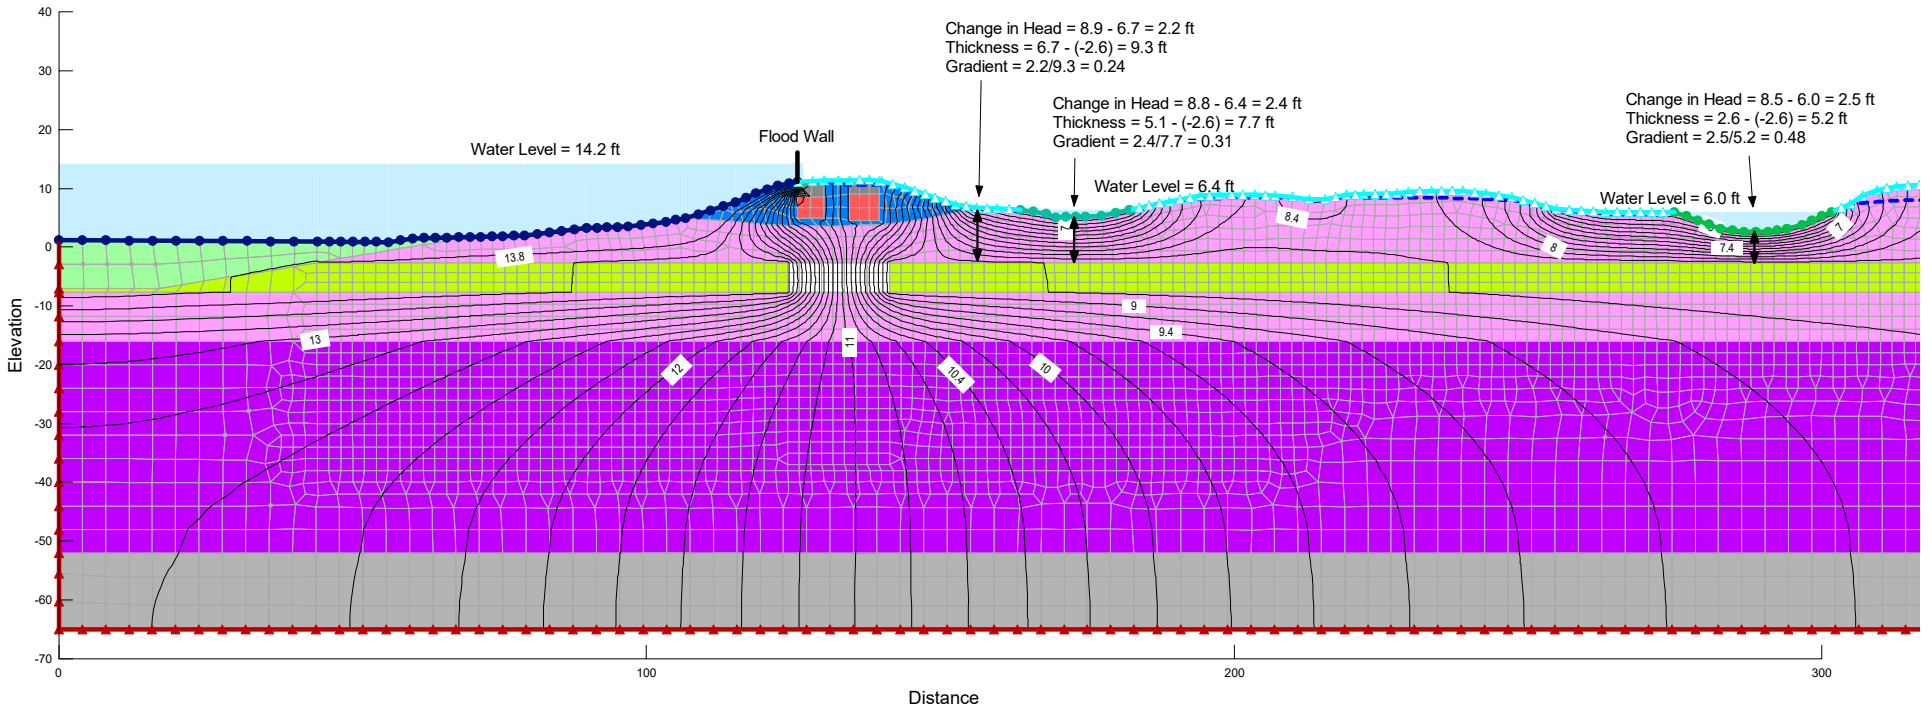 Change in Head = 8.9 - 6.7 = 2.2 ft
Thickness = 6.7 - (-2.6) = 9.3 ft
Gradient = 2.2/9.3 = 0.24
Change in Head = 8.8 - 6.4 = 2.4 ft
Thickness = 5.1 - (-2.6) = 7.7 ft
Gradient = 2.4/7.7 = 0.31
Change in Head = 8.5 - 6.0 = 2.5 ft
Thickness = 2.6 - (-2.6) = 5.2 ft
Gradient = 2.5/5.2 = 0.48
Flood Wall
Water Level = 14.2 ft
Water Level = 6.4 ft
Water Level = 6.0 ft
40
30
20
10
0
-10
-20
-30
-40
-50
-60
-70
Elevation
13.8
13
12
11
10.4
10
9.4
9
8.4
8
7.4
7
7
0
100
200
300
Distance